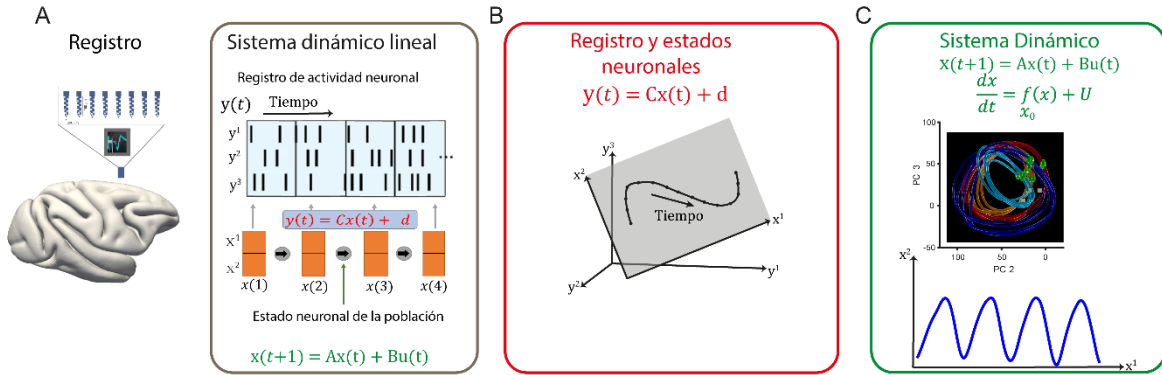 A
Registro
Sistema dinámico lineal
Registro de actividad neuronal
y(t)
Tiempo
y¹
y²
y³
...
y(t) = Cx(t) + d
X¹
X²
x(1)
x(2)
x(3)
x(4)
Estado neuronal de la población
x(t+1) = Ax(t) + Bu(t)
B
Registro y estados
neuronales
y(t) = Cx(t) + d
y³
x²
Tiempo
x¹
y¹
y²
C
Sistema Dinámico
x(t+1) = Ax(t) + Bu(t)
dx/dt = f(x) + U
x₀
PC 3
100
50
0
-50
100
50
0
PC 2
x²
x¹